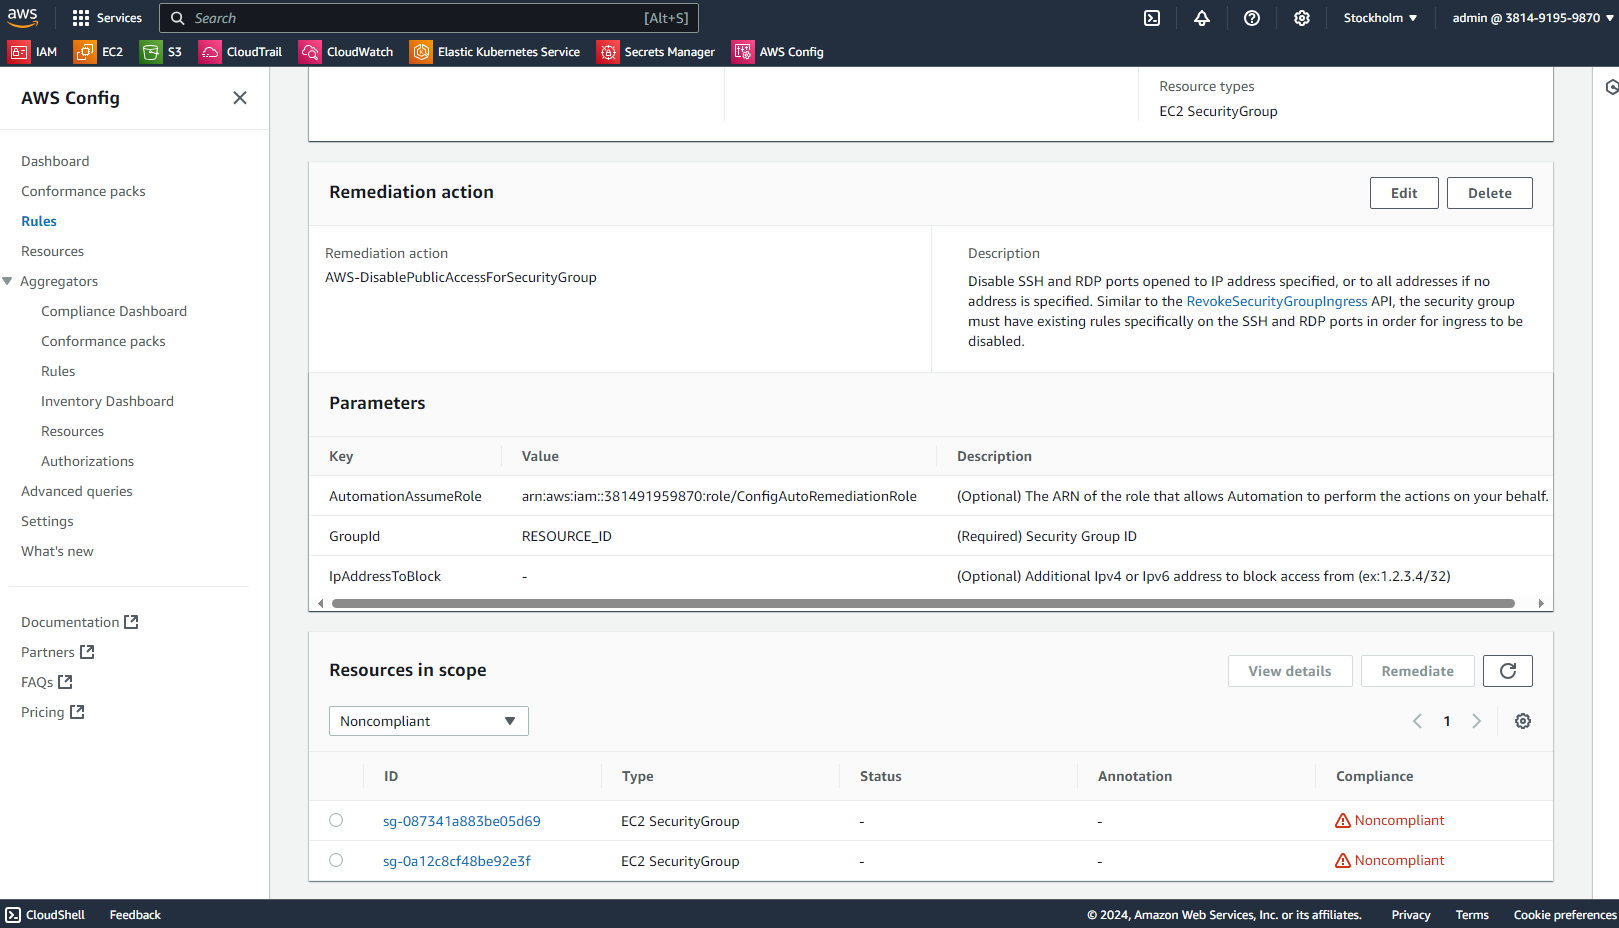 aws
Services
Search
[Alt+S]
Stockholm ▼
admin @ 3814-9195-9870 ▼
IAM
EC2
S3
CloudTrail
CloudWatch
Elastic Kubernetes Service
Secrets Manager
AWS Config
AWS Config
Dashboard
Conformance packs
Rules
Resources
Aggregators
Compliance Dashboard
Conformance packs
Rules
Inventory Dashboard
Resources
Authorizations
Advanced queries
Settings
What's new
Documentation
Partners
FAQs
Pricing
Resource types
EC2 SecurityGroup
Remediation action
Edit
Delete
Remediation action
AWS-DisablePublicAccessForSecurityGroup
Description
Disable SSH and RDP ports opened to IP address specified, or to all addresses if no
address is specified. Similar to the RevokeSecurityGroupIngress API, the security group
must have existing rules specifically on the SSH and RDP ports in order for ingress to be
disabled.
Parameters
Key Value Description
AutomationAssumeRole arn:aws:iam::381491959870:role/ConfigAutoRemediationRole (Optional) The ARN of the role that allows Automation to perform the actions on your behalf.
GroupId RESOURCE_ID (Required) Security Group ID
IpAddressToBlock - (Optional) Additional Ipv4 or Ipv6 address to block access from (ex:1.2.3.4/32)
Resources in scope
View details
Remediate
Noncompliant
1
ID Type Status Annotation Compliance
sg-087341a883be05d69 EC2 SecurityGroup - - Noncompliant
sg-0a12c8cf48be92e3f EC2 SecurityGroup - - Noncompliant
CloudShell
Feedback
© 2024, Amazon Web Services, Inc. or its affiliates.
Privacy
Terms
Cookie preferences